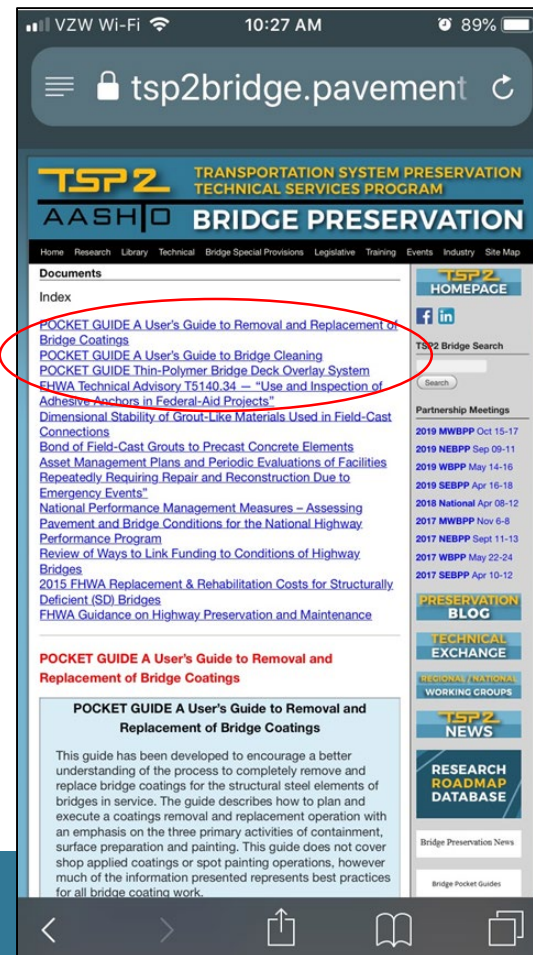 VZW Wi-Fi 10:27 AM 89%
tsp2bridge.pavement
TSP2 TRANSPORTATION SYSTEM PRESERVATION
TECHNICAL SERVICES PROGRAM
AASHTO BRIDGE PRESERVATION
Home Research Library Technical Bridge Special Provisions Legislative Training Events Industry Site Map
Documents
Index
POCKET GUIDE A User's Guide to Removal and Replacement of
Bridge Coatings
POCKET GUIDE A User's Guide to Bridge Cleaning
POCKET GUIDE Thin-Polymer Bridge Deck Overlay System
FHWA Technical Advisory T5140.34 — "Use and Inspection of
Adhesive Anchors in Federal-Aid Projects"
Dimensional Stability of Grout-Like Materials Used in Field-Cast
Connections
Bond of Field-Cast Grouts to Precast Concrete Elements
Asset Management Plans and Periodic Evaluations of Facilities
Repeatedly Requiring Repair and Reconstruction Due to
Emergency Events"
National Performance Management Measures – Assessing
Pavement and Bridge Conditions for the National Highway
Performance Program
Review of Ways to Link Funding to Conditions of Highway
Bridges
2015 FHWA Replacement & Rehabilitation Costs for Structurally
Deficient (SD) Bridges
FHWA Guidance on Highway Preservation and Maintenance
POCKET GUIDE A User's Guide to Removal and
Replacement of Bridge Coatings
POCKET GUIDE A User's Guide to Removal and
Replacement of Bridge Coatings
This guide has been developed to encourage a better
understanding of the process to completely remove and
replace bridge coatings for the structural steel elements of
bridges in service. The guide describes how to plan and
execute a coatings removal and replacement operation with
an emphasis on the three primary activities of containment,
surface preparation and painting. This guide does not cover
shop applied coatings or spot painting operations, however
much of the information presented represents best practices
for all bridge coating work.
TSP2
HOMEPAGE
f in
TSP2 Bridge Search
Search
Partnership Meetings
2019 MWBPP Oct 15-17
2019 NEBPP Sep 09-11
2019 WBPP May 14-16
2019 SEBPP Apr 16-18
2018 National Apr 08-12
2017 MWBPP Nov 6-8
2017 NEBPP Sept 11-13
2017 WBPP May 22-24
2017 SEBPP Apr 10-12
PRESERVATION
BLOG
TECHNICAL
EXCHANGE
REGIONAL / NATIONAL
WORKING GROUPS
TSP2
NEWS
RESEARCH
ROADMAP
DATABASE
Bridge Preservation News
Bridge Pocket Guides